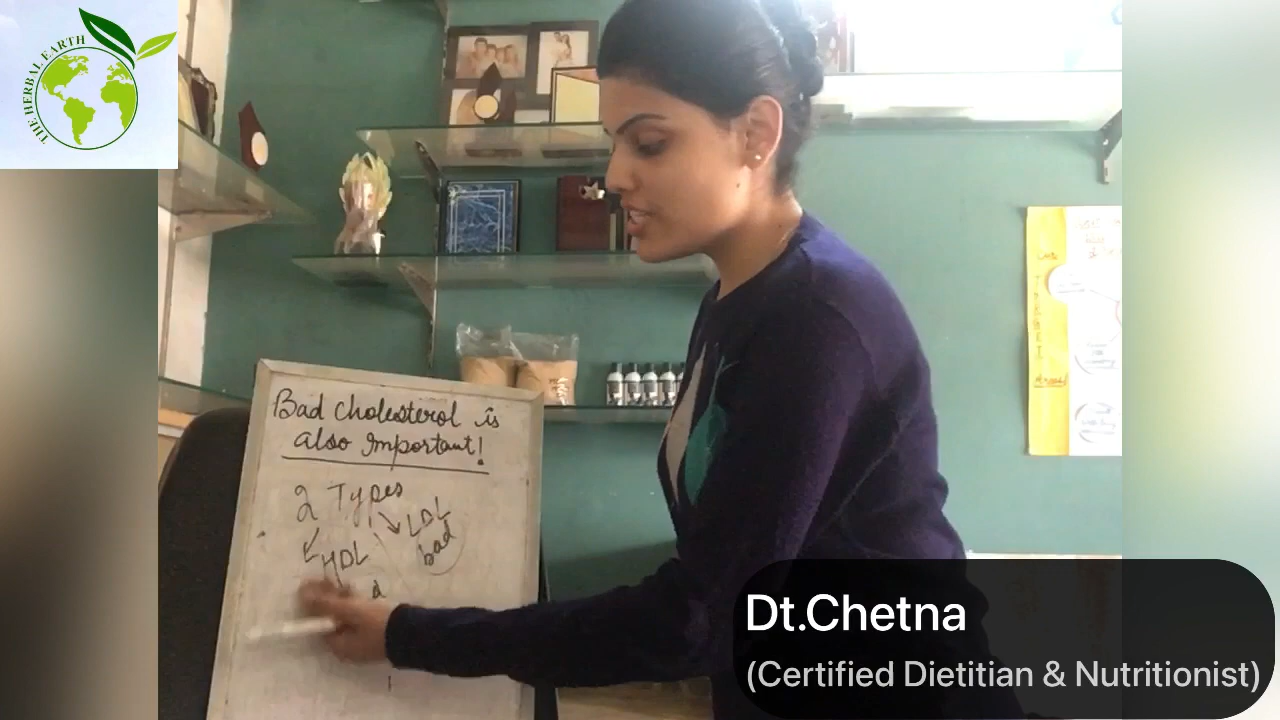 THE HERBAL EARTH
Bad Cholesterol is
also Important!
2 Types
LDL
bad
HDL
Dt.Chetna
(Certified Dietitian & Nutritionist)